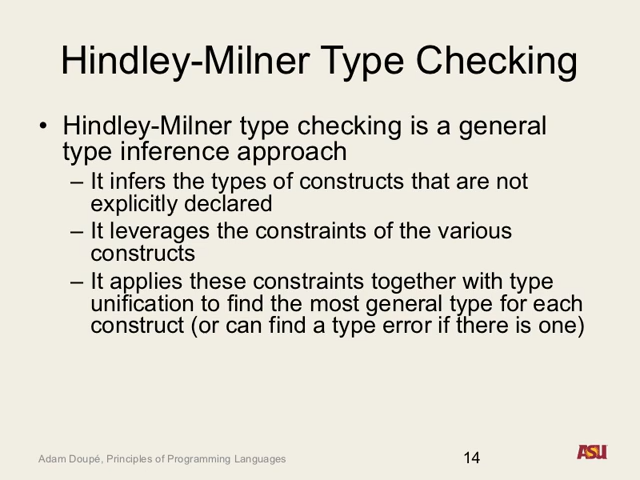 Hindley-Milner Type Checking
• Hindley-Milner type checking is a general
type inference approach
– It infers the types of constructs that are not
explicitly declared
– It leverages the constraints of the various
constructs
– It applies these constraints together with type
unification to find the most general type for each
construct (or can find a type error if there is one)
Adam Doupé, Principles of Programming Languages
14
ASU